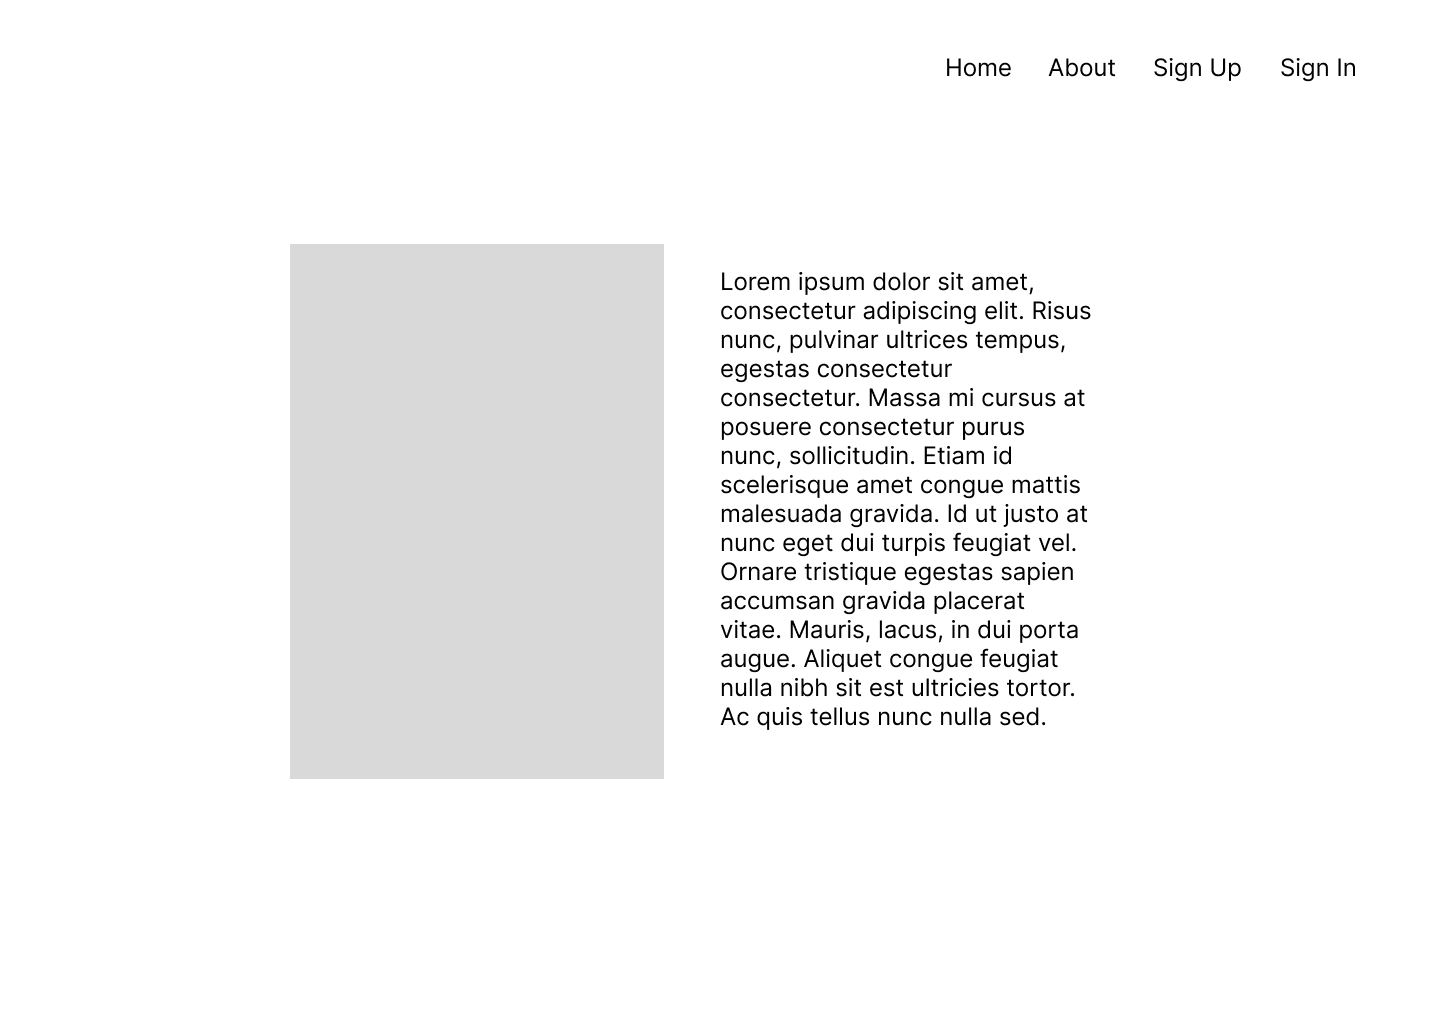 Home About Sign Up Sign In
Lorem ipsum dolor sit amet,
consectetur adipiscing elit. Risus
nunc, pulvinar ultrices tempus,
egestas consectetur
consectetur. Massa mi cursus at
posuere consectetur purus
nunc, sollicitudin. Etiam id
scelerisque amet congue mattis
malesuada gravida. Id ut justo at
nunc eget dui turpis feugiat vel.
Ornare tristique egestas sapien
accumsan gravida placerat
vitae. Mauris, lacus, in dui porta
augue. Aliquet congue feugiat
nulla nibh sit est ultricies tortor.
Ac quis tellus nunc nulla sed.